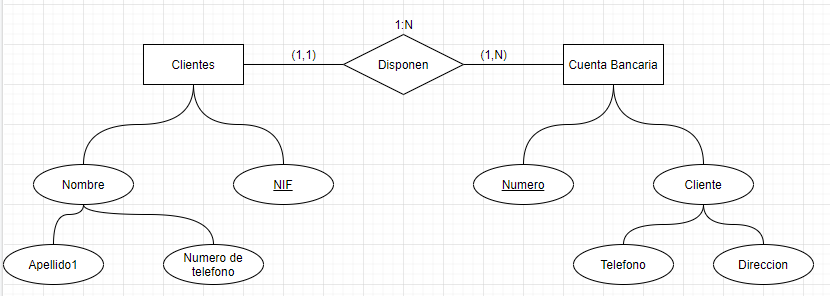 1:N
Clientes
(1,1)
Disponen
(1,N)
Cuenta Bancaria
Nombre
NIF
Numero
Cliente
Apellido1
Numero de
telefono
Telefono
Direccion